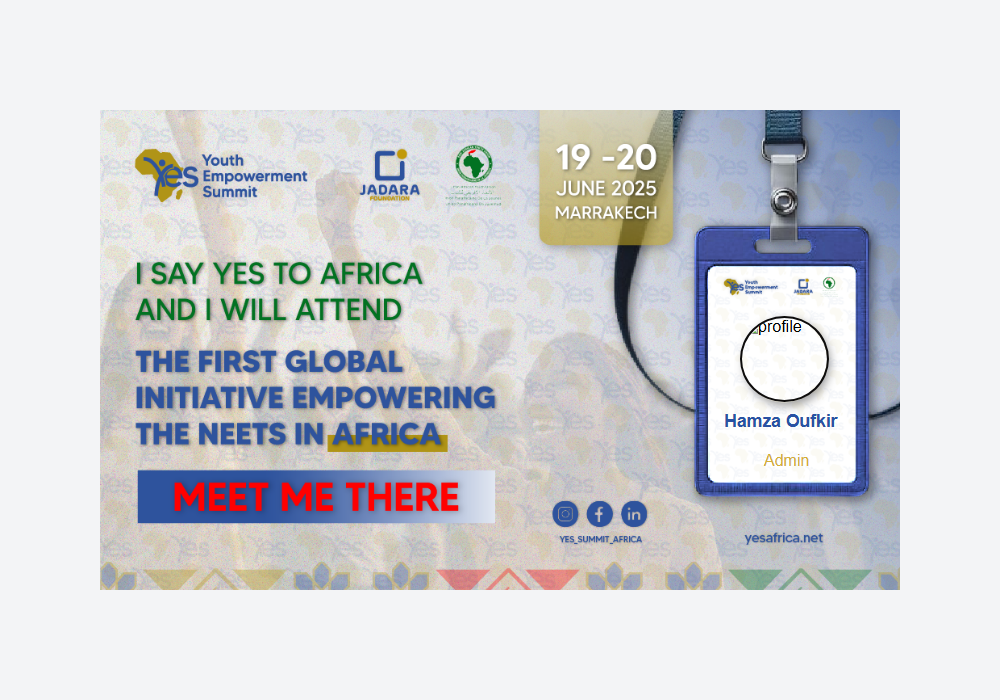 Yes Youth
Empowerment
Summit
JADARA
FOUNDATION
19 -20
JUNE 2025
MARRAKECH
I SAY YES TO AFRICA
AND I WILL ATTEND
THE FIRST GLOBAL
INITIATIVE EMPOWERING
THE NEETS IN AFRICA
MEET ME THERE
YES_SUMMIT_AFRICA
Yes Youth
Empowerment
Summit
JADARA
profile
Hamza Oufkir
Admin
yesafrica.net